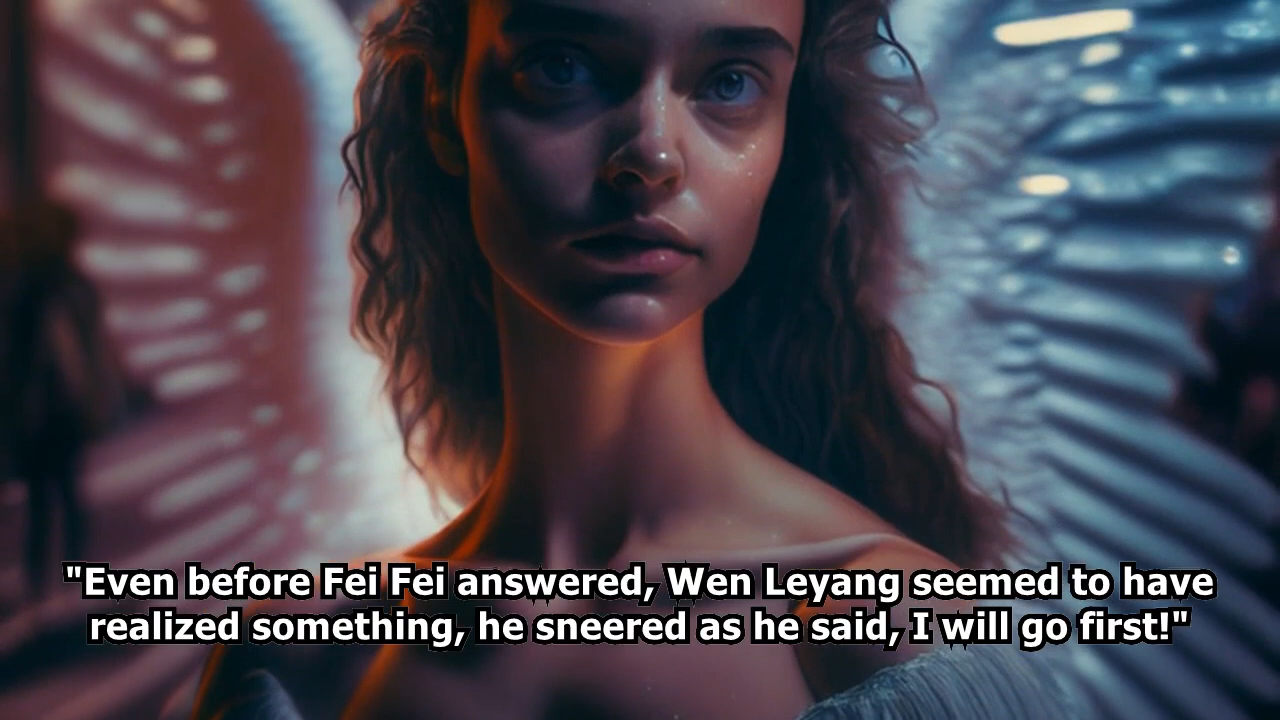 "Even before Fei Fei answered, Wen Leyang seemed to have
realized something, he sneered as he said, I will go first!"